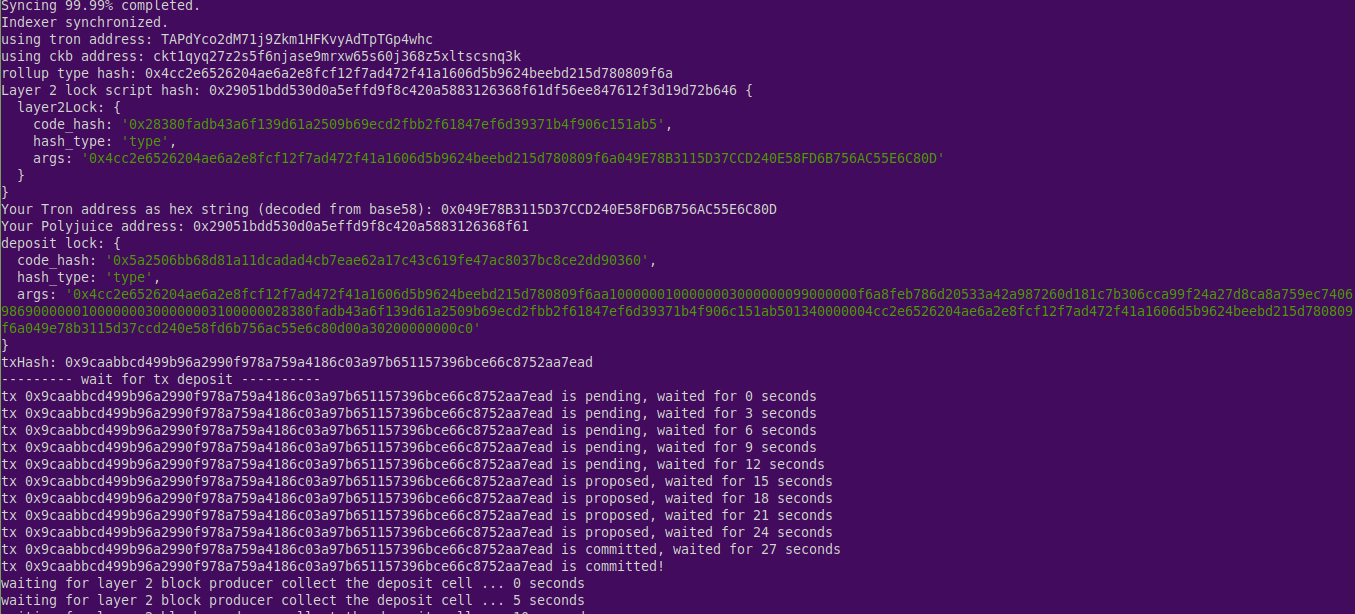 Syncing 99.99% completed.
Indexer synchronized.
using tron address: TAPdYco2dM71j9Zkm1HFKvyAdTpTGp4whc
using ckb address: ckt1qyq27z2s5f6njase9mrxw65s60j368z5xltscsnq3k
rollup type hash: 0x4cc2e6526204ae6a2e8fcf12f7ad472f41a1606d5b9624beebd215d780809f6a
Layer 2 lock script hash: 0x29051bdd530d0a5effd9f8c420a5883126368f61df56ee847612f3d19d72b646 {
  layer2Lock: {
    code_hash: '0x28380fadb43a6f139d61a2509b69ecd2fbb2f61847ef6d39371b4f906c151ab5',
    hash_type: 'type',
    args: '0x4cc2e6526204ae6a2e8fcf12f7ad472f41a1606d5b9624beebd215d780809f6a049E78B3115D37CCD240E58FD6B756AC55E6C80D'
  }
}
Your Tron address as hex string (decoded from base58): 0x049E78B3115D37CCD240E58FD6B756AC55E6C80D
Your Polyjuice address: 0x29051bdd530d0a5effd9f8c420a5883126368f61
deposit lock: {
  code_hash: '0x5a2506bb68d81a11dcadad4cb7eae62a17c43c619fe47ac8037bc8ce2dd90360',
  hash_type: 'type',
  args: '0x4cc2e6526204ae6a2e8fcf12f7ad472f41a1606d5b9624beebd215d780809f6aa10000001000000030000000099000000f6a8feb786d20533a42a987260d181c7b306cca99f24a27d8ca8a759ec7406
986900000010000000300000003100000028380fadb43a6f139d61a2509b69ecd2fbb2f61847ef6d39371b4f906c151ab501340000004cc2e6526204ae6a2e8fcf12f7ad472f41a1606d5b9624beebd215d780809
f6a049e78b3115d37ccd240e58fd6b756ac55e6c80d00a30200000000c0'
}
txHash: 0x9caabbcd499b96a2990f978a759a4186c03a97b651157396bce66c8752aa7ead
--------- wait for tx deposit ----------
tx 0x9caabbcd499b96a2990f978a759a4186c03a97b651157396bce66c8752aa7ead is pending, waited for 0 seconds
tx 0x9caabbcd499b96a2990f978a759a4186c03a97b651157396bce66c8752aa7ead is pending, waited for 3 seconds
tx 0x9caabbcd499b96a2990f978a759a4186c03a97b651157396bce66c8752aa7ead is pending, waited for 6 seconds
tx 0x9caabbcd499b96a2990f978a759a4186c03a97b651157396bce66c8752aa7ead is pending, waited for 9 seconds
tx 0x9caabbcd499b96a2990f978a759a4186c03a97b651157396bce66c8752aa7ead is pending, waited for 12 seconds
tx 0x9caabbcd499b96a2990f978a759a4186c03a97b651157396bce66c8752aa7ead is proposed, waited for 15 seconds
tx 0x9caabbcd499b96a2990f978a759a4186c03a97b651157396bce66c8752aa7ead is proposed, waited for 18 seconds
tx 0x9caabbcd499b96a2990f978a759a4186c03a97b651157396bce66c8752aa7ead is proposed, waited for 21 seconds
tx 0x9caabbcd499b96a2990f978a759a4186c03a97b651157396bce66c8752aa7ead is proposed, waited for 24 seconds
tx 0x9caabbcd499b96a2990f978a759a4186c03a97b651157396bce66c8752aa7ead is committed, waited for 27 seconds
tx 0x9caabbcd499b96a2990f978a759a4186c03a97b651157396bce66c8752aa7ead is committed!
waiting for layer 2 block producer collect the deposit cell ... 0 seconds
waiting for layer 2 block producer collect the deposit cell ... 5 seconds